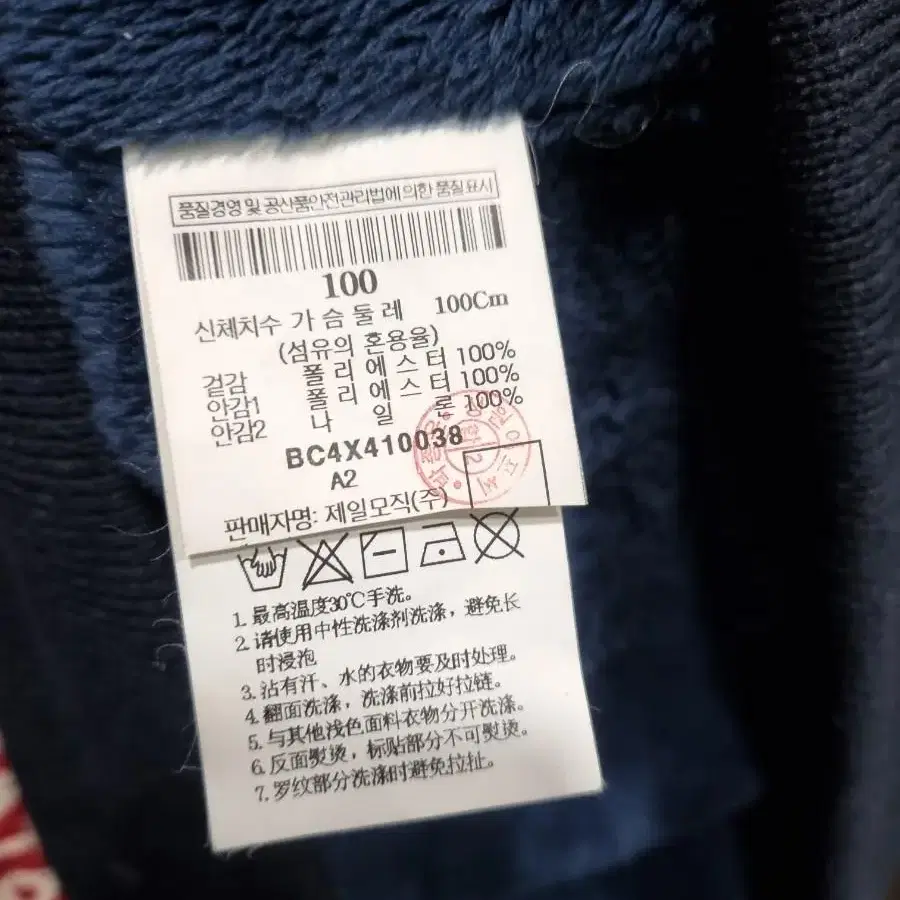 품질경영 및 공산품안전관리법에 의한 품질표시
100
신체치수 가슴둘레 100Cm
(섬유의 혼용율)
겉감 폴리에스터 100%
안감1 폴리에스터 100%
안감2 나일론 100%
BC4X410038
A2
판매자명: 제일모직(주)
1. 最高温度30℃手洗。
2. 请使用中性洗涤剂洗涤，避免长
时浸泡
3. 沾有汗、水的衣物要及时处理。
4. 翻面洗涤，洗涤前拉好拉链。
5. 与其他浅色面料衣物分开洗涤。
6. 反面熨烫，标贴部分不可熨烫。
7. 罗纹部分洗涤时避免拉扯。